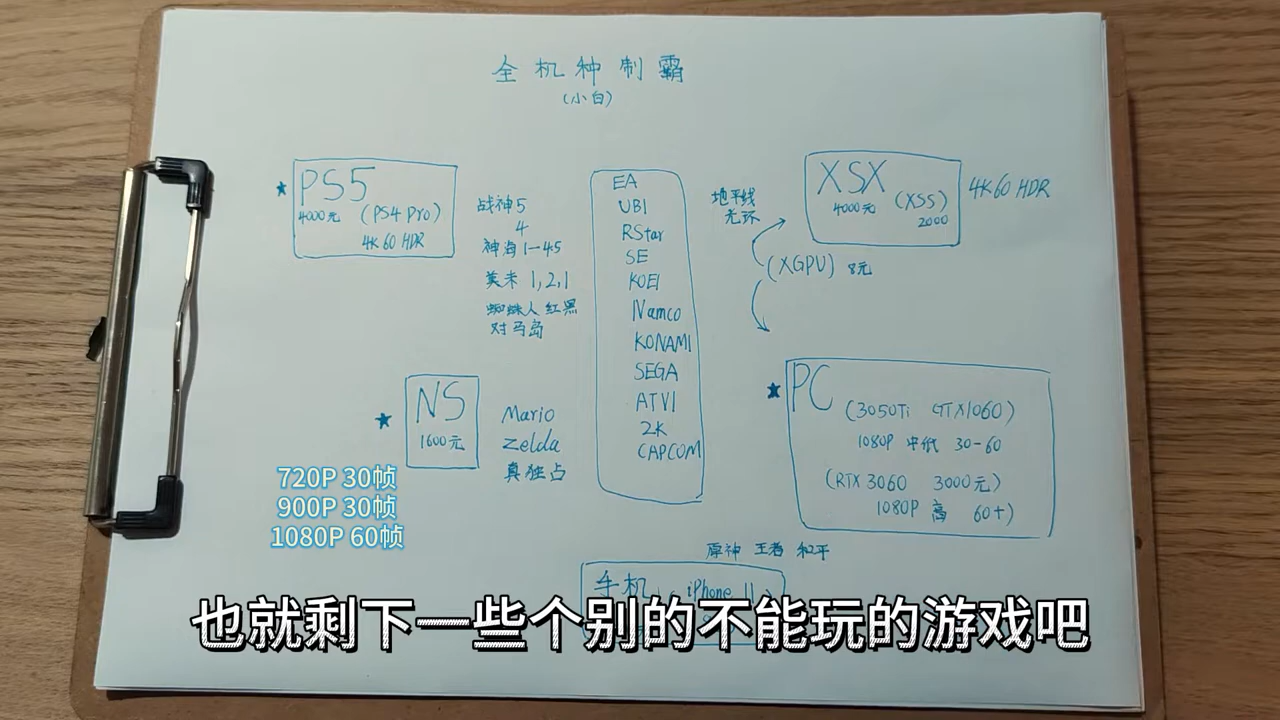 全机种制霸
(小白)
★ PS5
4000元 (PS4 Pro)
4K 60 HDR
战神5
4
神海1-45
美末 1,2,1
蜘蛛人 红黑
对马岛
EA
UBI
RStar
SE
KOEI
Namco
KONAMI
SEGA
ATVI
2K
CAPCOM
地平线
光环
XSX
4000元 (XSS)
2000
4K 60 HDR
(XGPU) 8元
★ NS
1600元
Mario
Zelda
真独占
720P 30帧
900P 30帧
1080P 60帧
★ PC
(3050Ti GTX1060)
1080P 中低 30-60
(RTX 3060 3000元)
1080P 高 60+)
原神 王者 和平
手机 iPhone 11
也就剩下一些个别的不能玩的游戏吧